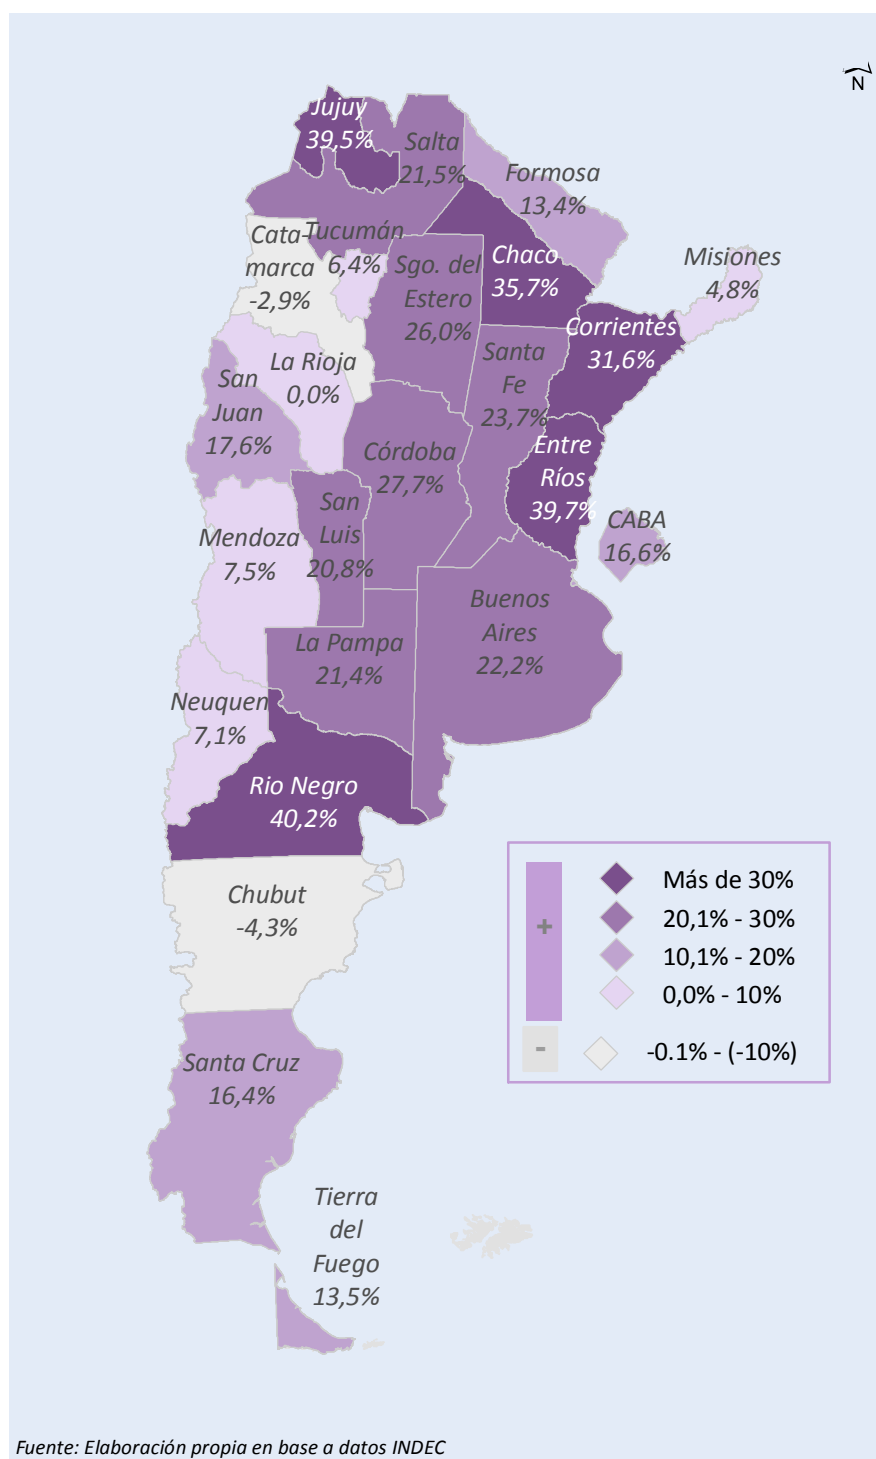 N
Jujuy
39,5%
Salta
21,5%
Formosa
13,4%
Cata-
marca
-2,9%
Tucumán
6,4%
Sgo. del
Estero
26,0%
Chaco
35,7%
Misiones
4,8%
Corrientes
31,6%
La Rioja
0,0%
Santa
Fe
23,7%
San
Juan
17,6%
Córdoba
27,7%
Entre
Ríos
39,7%
San
Luis
20,8%
CABA
16,6%
Mendoza
7,5%
Buenos
Aires
22,2%
La Pampa
21,4%
Neuquen
7,1%
Rio Negro
40,2%
Chubut
-4,3%
+
Más de 30%
20,1% - 30%
10,1% - 20%
0,0% - 10%
-
-0.1% - (-10%)
Santa Cruz
16,4%
Tierra
del
Fuego
13,5%
Fuente: Elaboración propia en base a datos INDEC